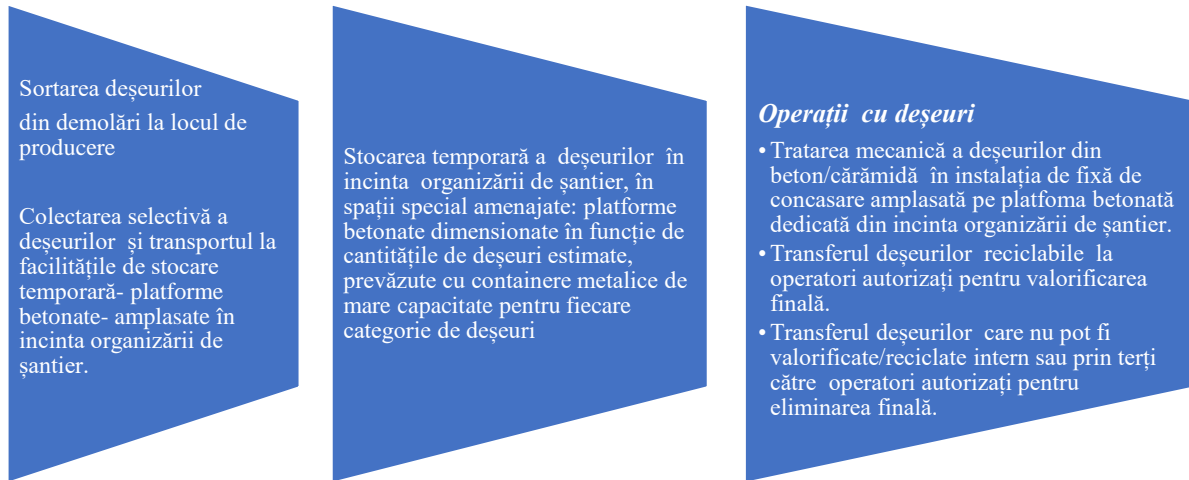 Sortarea deșeurilor
din demolări la locul de
producere
Colectarea selectivă a
deșeurilor și transportul la
facilitățile de stocare
temporară- platforme
betonate- amplasate în
incinta organizării de
șantier.
Stocarea temporară a deșeurilor în
incinta organizării de șantier, în
spații special amenajate: platforme
betonate dimensionate în funcție de
cantitățile de deșeuri estimate,
prevăzute cu containere metalice de
mare capacitate pentru fiecare
categorie de deșeuri
Operații cu deșeuri
• Tratarea mecanică a deșeurilor din
beton/cărămidă în instalația de fixă de
concasare amplasată pe platfoma betonată
dedicată din incinta organizării de șantier.
• Transferul deșeurilor reciclabile la
operatori autorizați pentru valorificarea
finală.
• Transferul deșeurilor care nu pot fi
valorificate/reciclate intern sau prin terți
către operatori autorizați pentru
eliminarea finală.